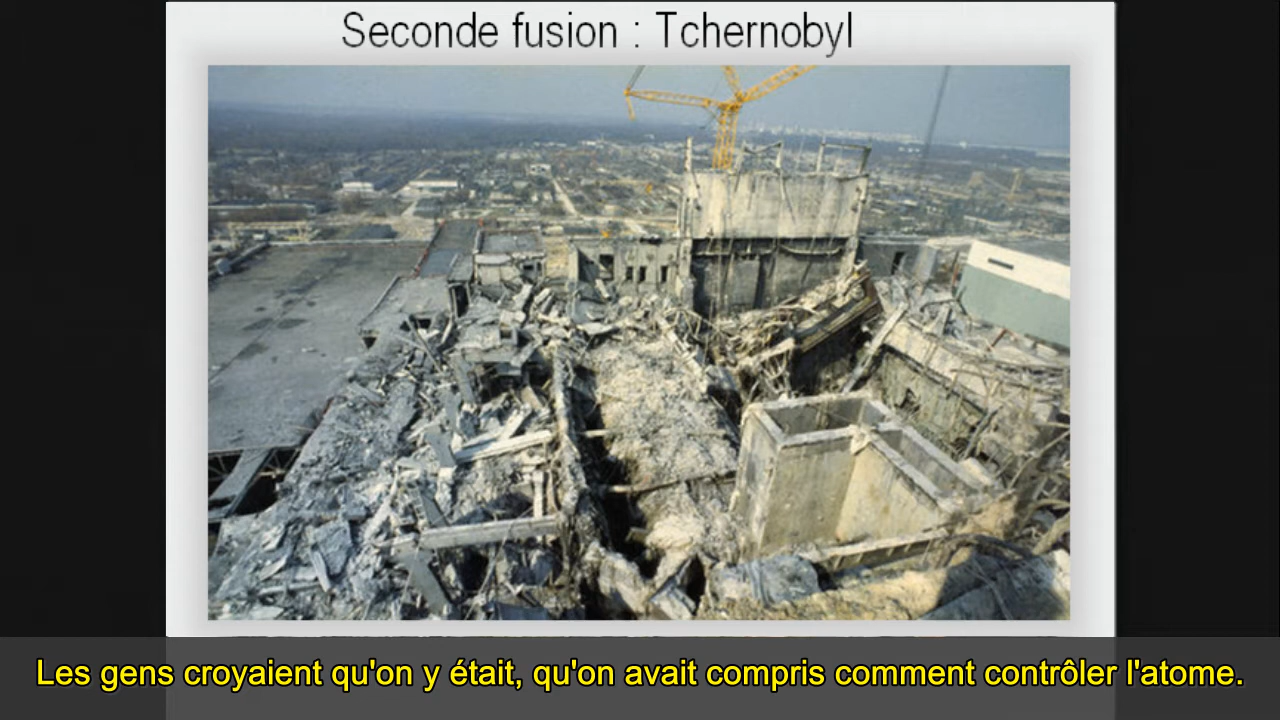 Seconde fusion : Tchernobyl
Les gens croyaient qu'on y était, qu'on avait compris comment contrôler l'atome.